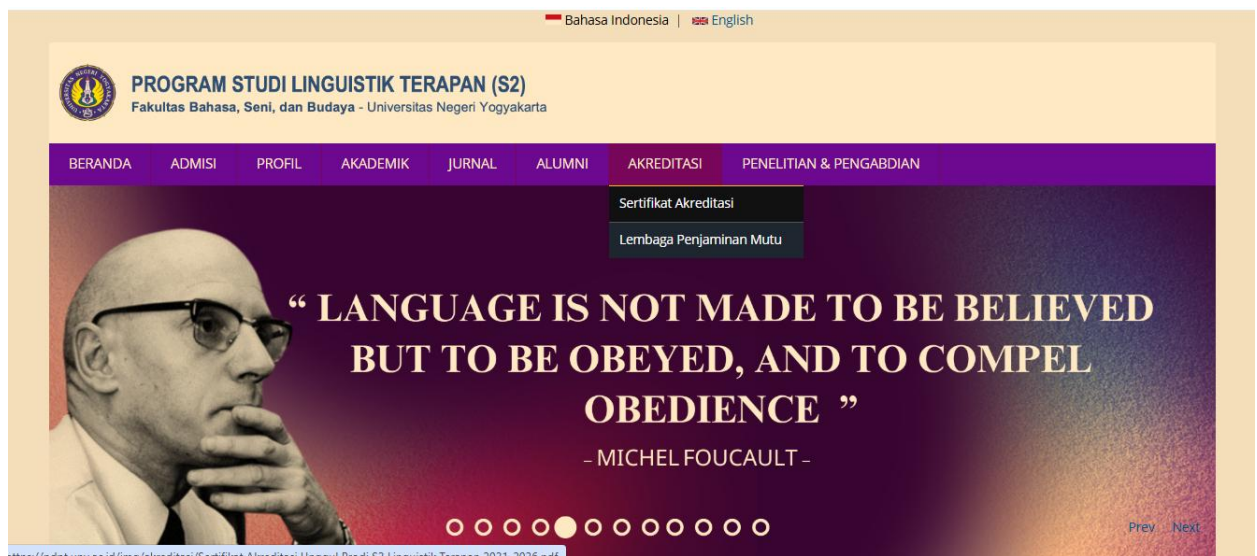 Bahasa Indonesia | English
PROGRAM STUDI LINGUISTIK TERAPAN (S2)
Fakultas Bahasa, Seni, dan Budaya - Universitas Negeri Yogyakarta
BERANDA ADMISI PROFIL AKADEMIK JURNAL ALUMNI AKREDITASI PENELITIAN & PENGABDIAN
Sertifikat Akreditasi
Lembaga Penjaminan Mutu
“ LANGUAGE IS NOT MADE TO BE BELIEVED
BUT TO BE OBEYED, AND TO COMPEL
OBEDIENCE ”
– MICHEL FOUCAULT –
Prev Next